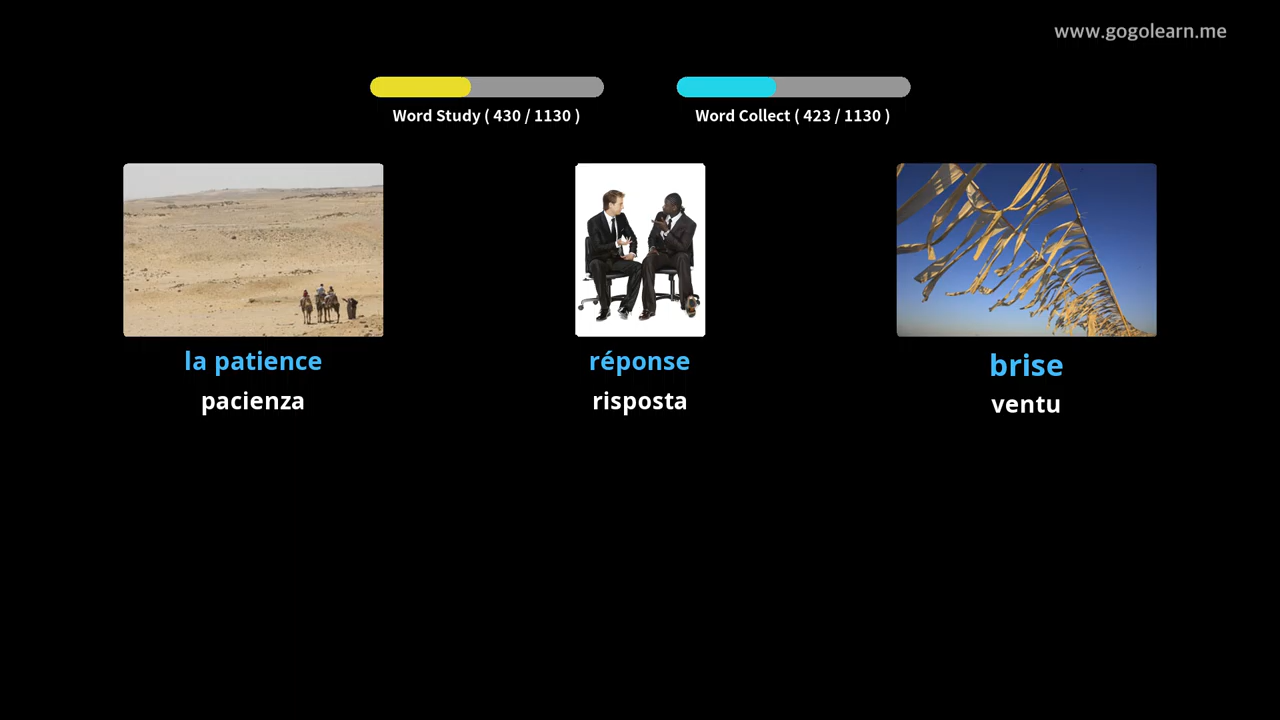 www.gogolearn.me
Word Study ( 430 / 1130 )
Word Collect ( 423 / 1130 )
la patience
pacienza
réponse
risposta
brise
ventu